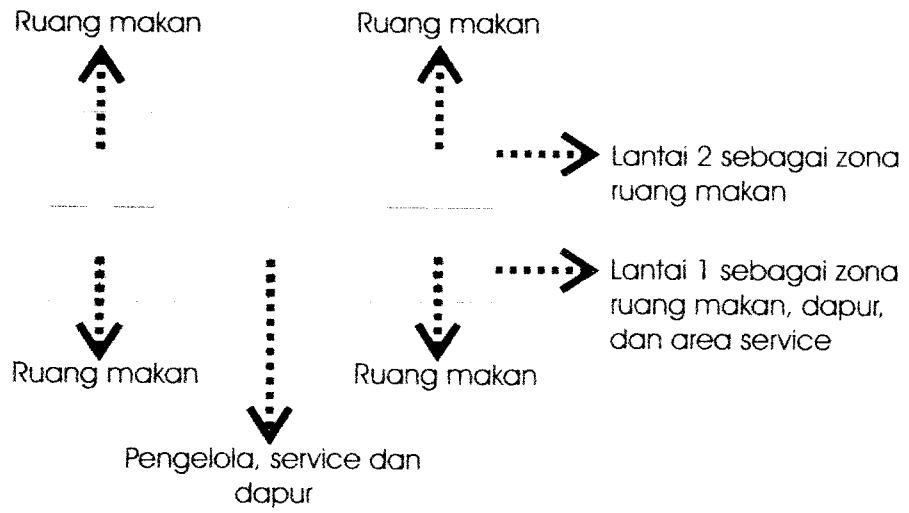 Ruang makan
Ruang makan
Lantai 2 sebagai zona
ruang makan
Lantai 1 sebagai zona
ruang makan, dapur,
dan area service
Ruang makan
Ruang makan
Pengelola, service dan
dapur